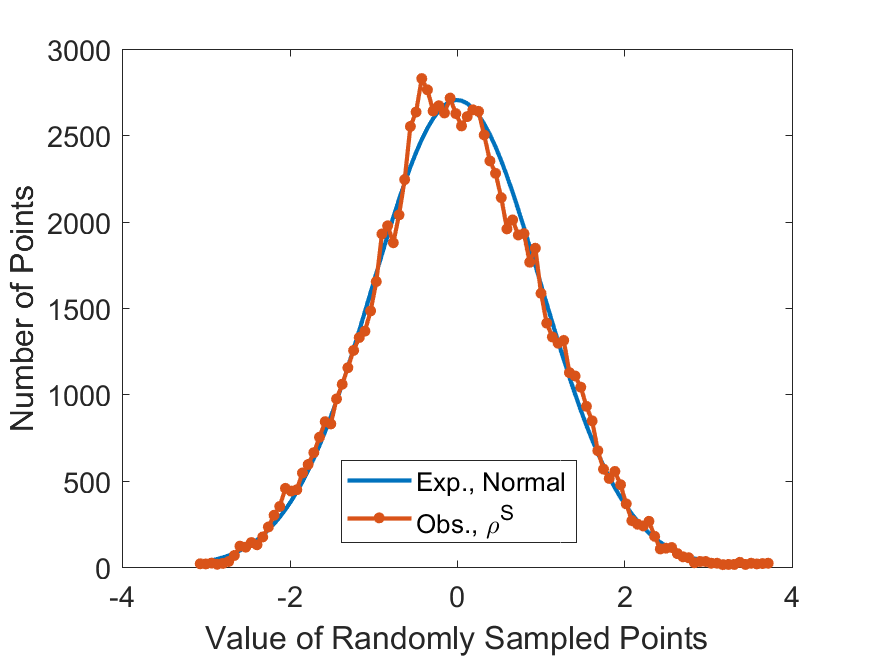 3000
2500
2000
1500
1000
500
0
Number of Points
Exp., Normal
Obs., ρ^S
-4 -2 0 2 4
Value of Randomly Sampled Points